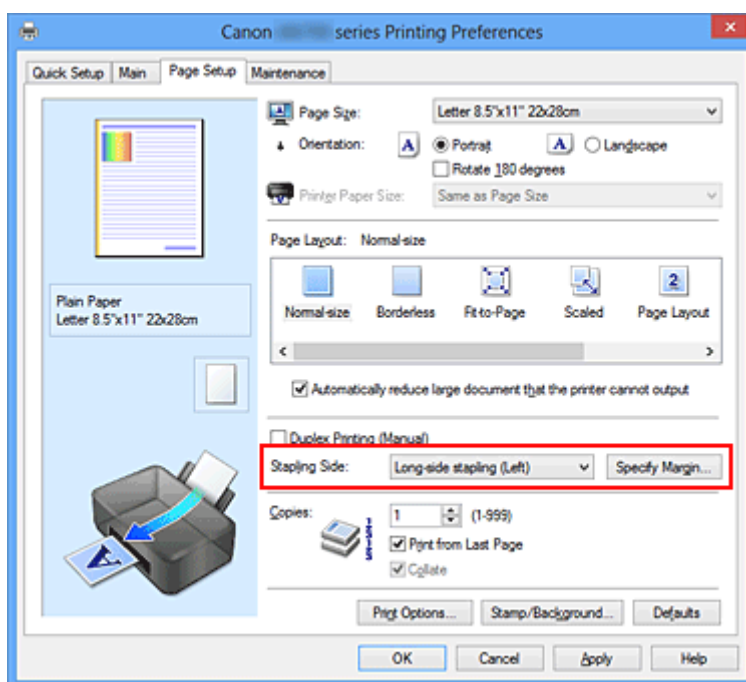 Canon series Printing Preferences
Quick Setup Main Page Setup Maintenance
Page Size: Letter 8.5"x11" 22x28cm
Orientation: A Portrait A Landscape
Rotate 180 degrees
Printer Paper Size: Same as Page Size
Page Layout: Normal-size
2
Normal-size Borderless Fit-to-Page Scaled Page Layout
Plain Paper
Letter 8.5"x11" 22x28cm
Automatically reduce large document that the printer cannot output
Duplex Printing (Manual)
Stapling Side: Long-side stapling (Left) Specify Margin...
Copies: 1 (1-999)
Print from Last Page
Collate
A
Print Options... Stamp/Background... Defaults
OK Cancel Apply Help